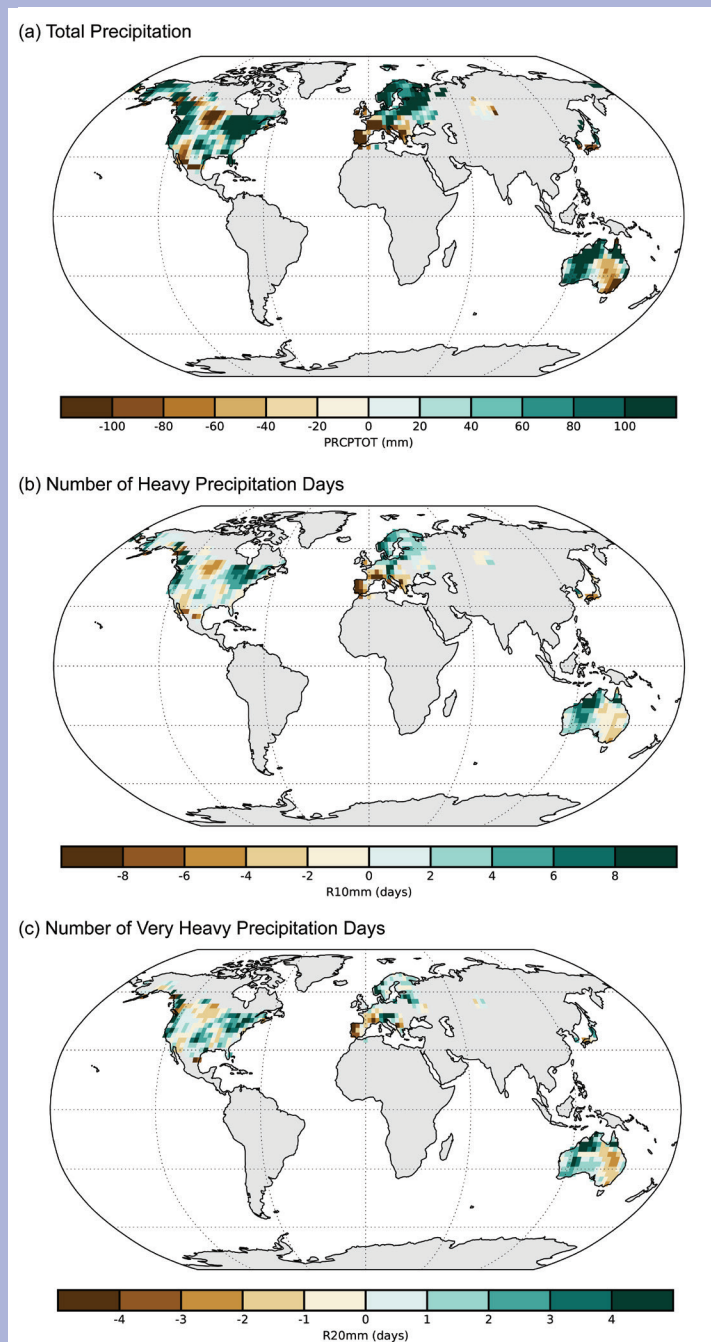 (a) Total Precipitation
-100 -80 -60 -40 -20 0 20 40 60 80 100
PRCPTOT (mm)
(b) Number of Heavy Precipitation Days
-8 -6 -4 -2 0 2 4 6 8
R10mm (days)
(c) Number of Very Heavy Precipitation Days
-4 -3 -2 -1 0 1 2 3 4
R20mm (days)